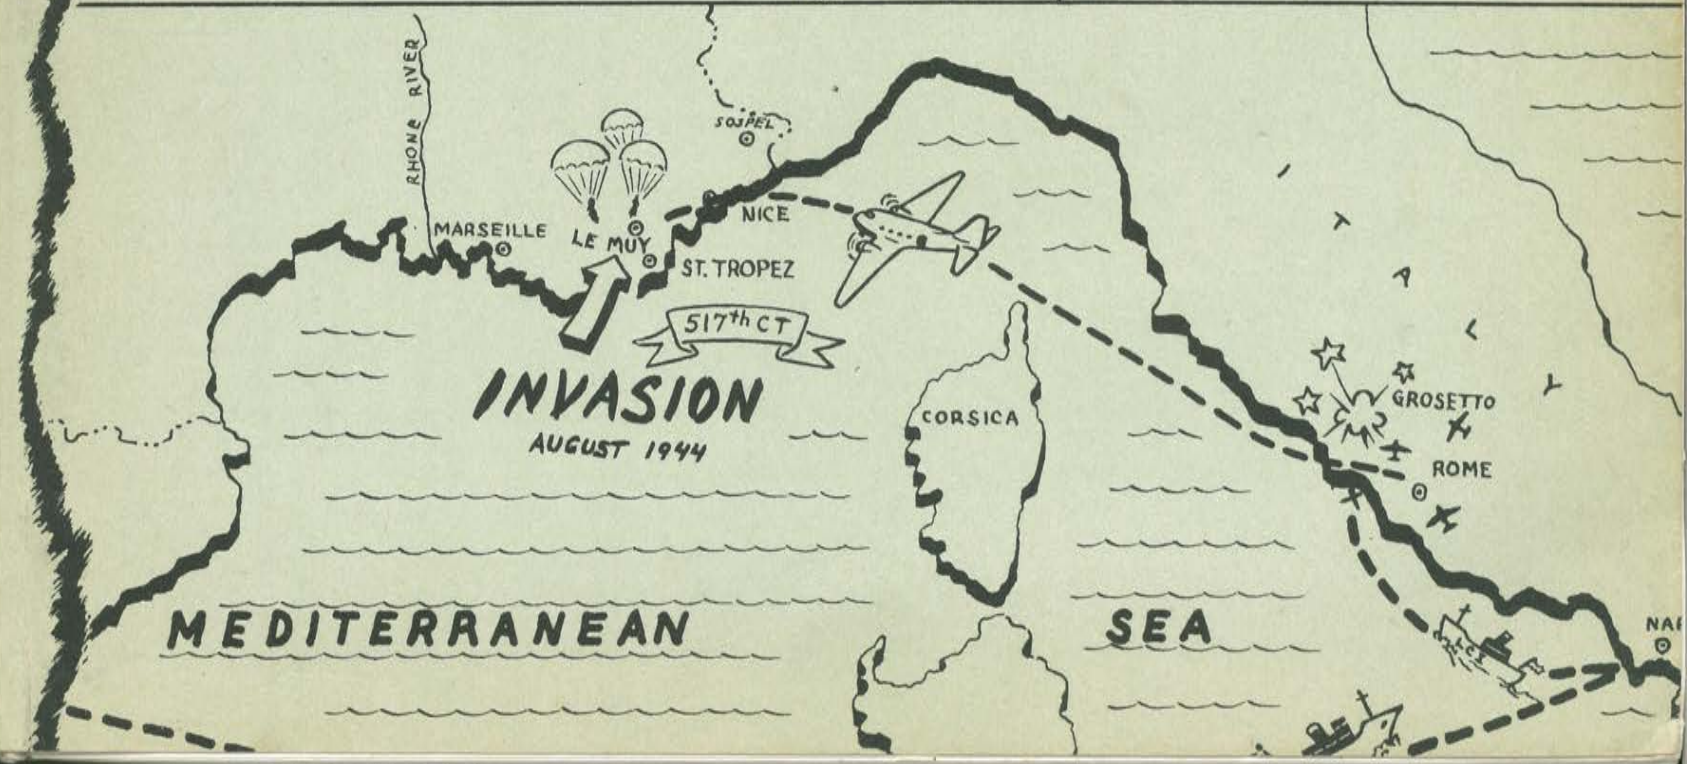 RHONE RIVER
SOSPEL
MARSEILLE
LE MUY
NICE
ST. TROPEZ
517th CT
INVASION
AUGUST 1944
CORSICA
I T A L Y
GROSETTO
ROME
MEDITERRANEAN SEA
NAP